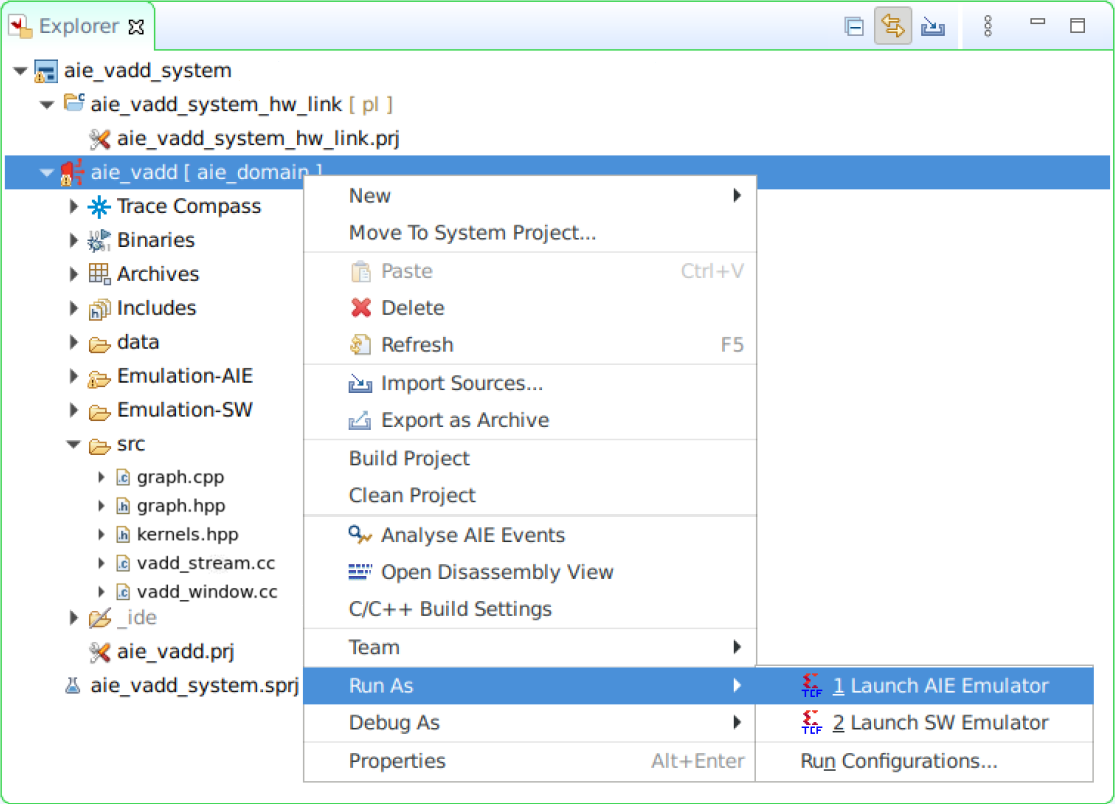 Explorer
aie_vadd_system
aie_vadd_system_hw_link [ pl ]
aie_vadd_system_hw_link.prj
aie_vadd [ aie_domain ]
Trace Compass
Binaries
Archives
Includes
data
Emulation-AIE
Emulation-SW
src
graph.cpp
graph.hpp
kernels.hpp
vadd_stream.cc
vadd_window.cc
_ide
aie_vadd.prj
aie_vadd_system.sprj
New
Move To System Project...
Paste Ctrl+V
Delete
Refresh F5
Import Sources...
Export as Archive
Build Project
Clean Project
Analyse AIE Events
Open Disassembly View
C/C++ Build Settings
Team
Run As
Debug As
Properties Alt+Enter
TCF 1 Launch AIE Emulator
TCF 2 Launch SW Emulator
Run Configurations...